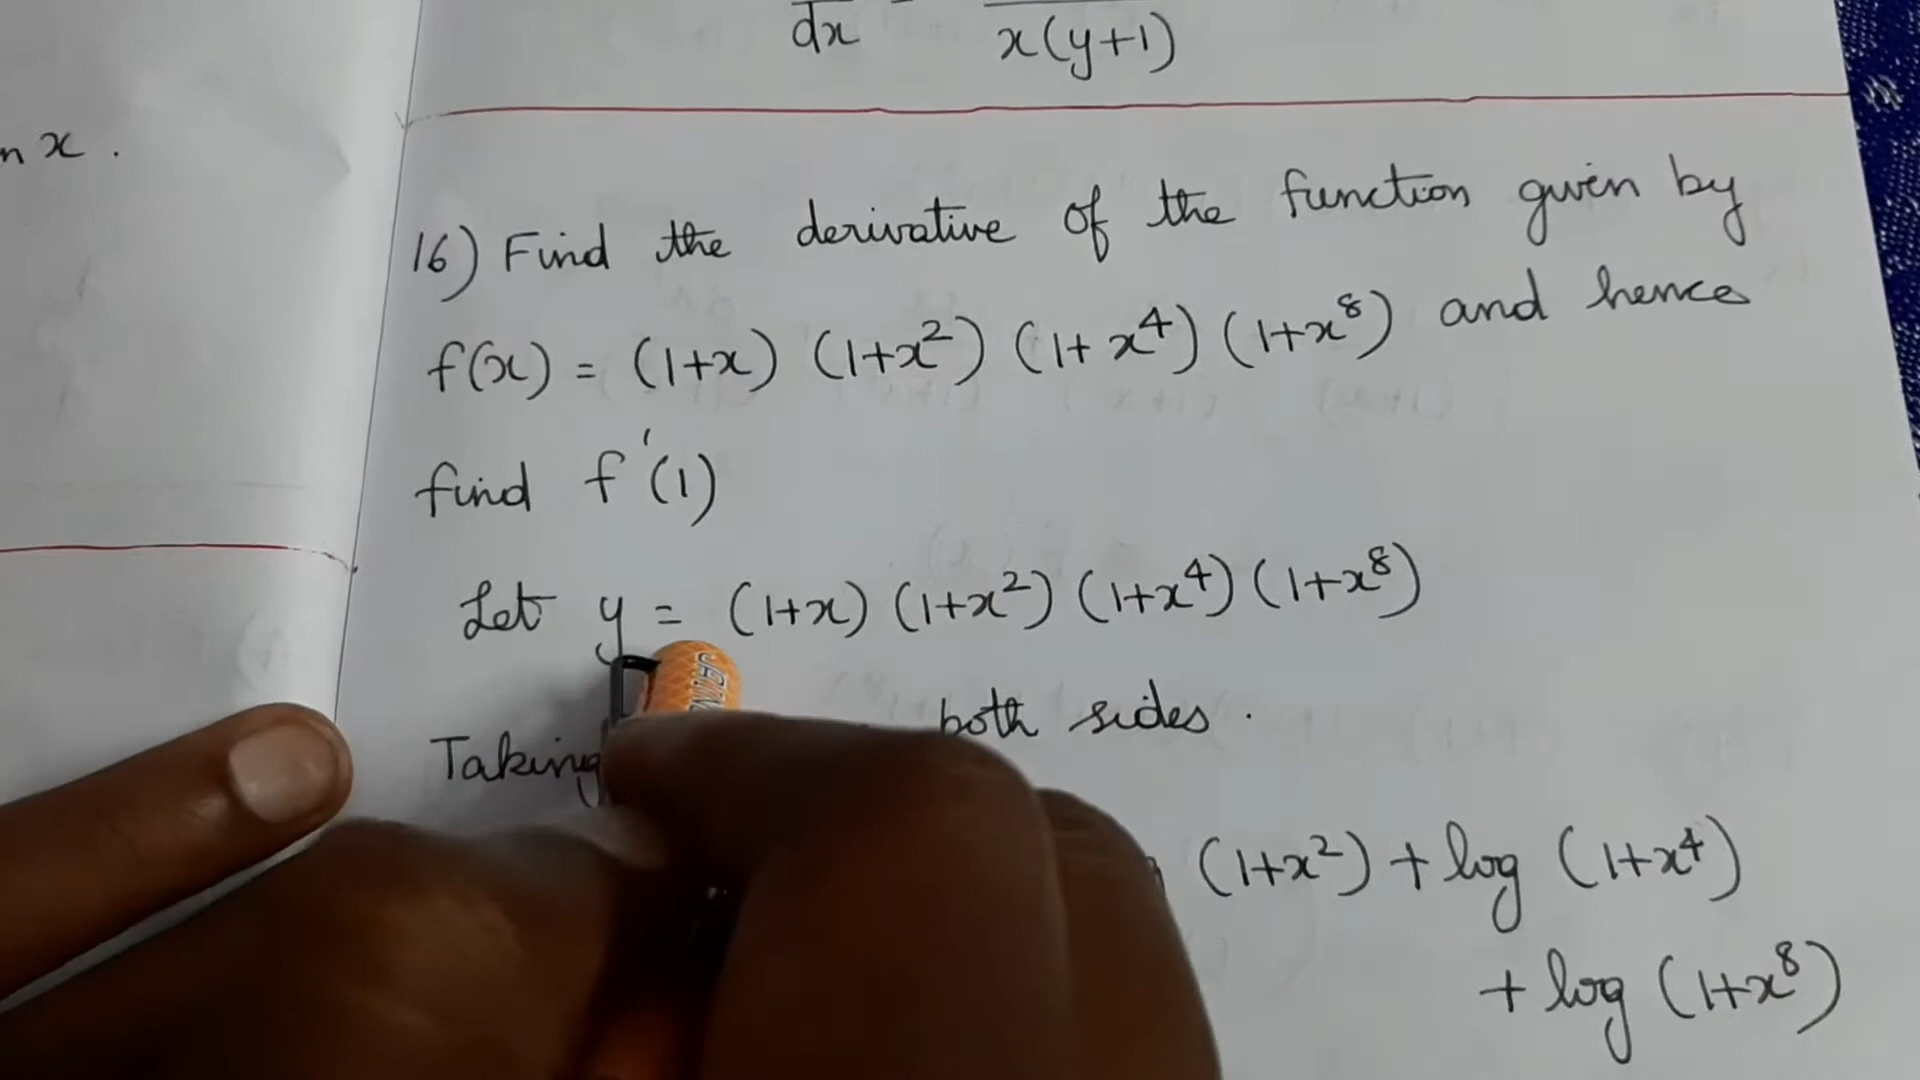 dx x(y+1)
x.
16) Find the derivative of the function given by
f(x) = (1+x) (1+x²) (1+x⁴) (1+x⁸) and hence
find f'(1)
Let y = (1+x) (1+x²) (1+x⁴) (1+x⁸)
Taking both sides.
(1+x²) + log (1+x⁴)
+ log (1+x⁸)